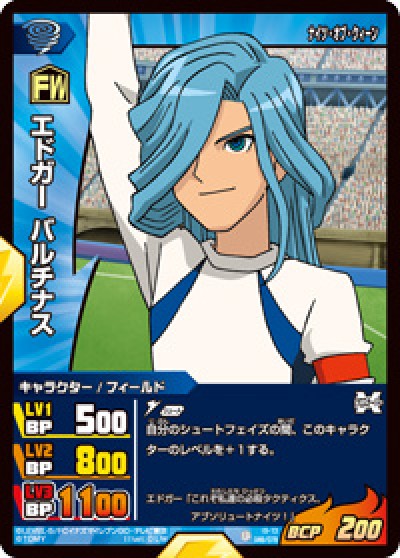 ナイツ・オブ・クィーン
FW
エドガー バルチナス
キャラクター / フィールド
LV1
BP 500
LV2
BP 800
LV3
BP 1100
自分のシュートフェイズの間、このキャラク
ターのレベルを+1する。
エドガー「これぞ私達の必殺タクティクス、
アブソリュートナイツ!」
BCP 200
©TOMY